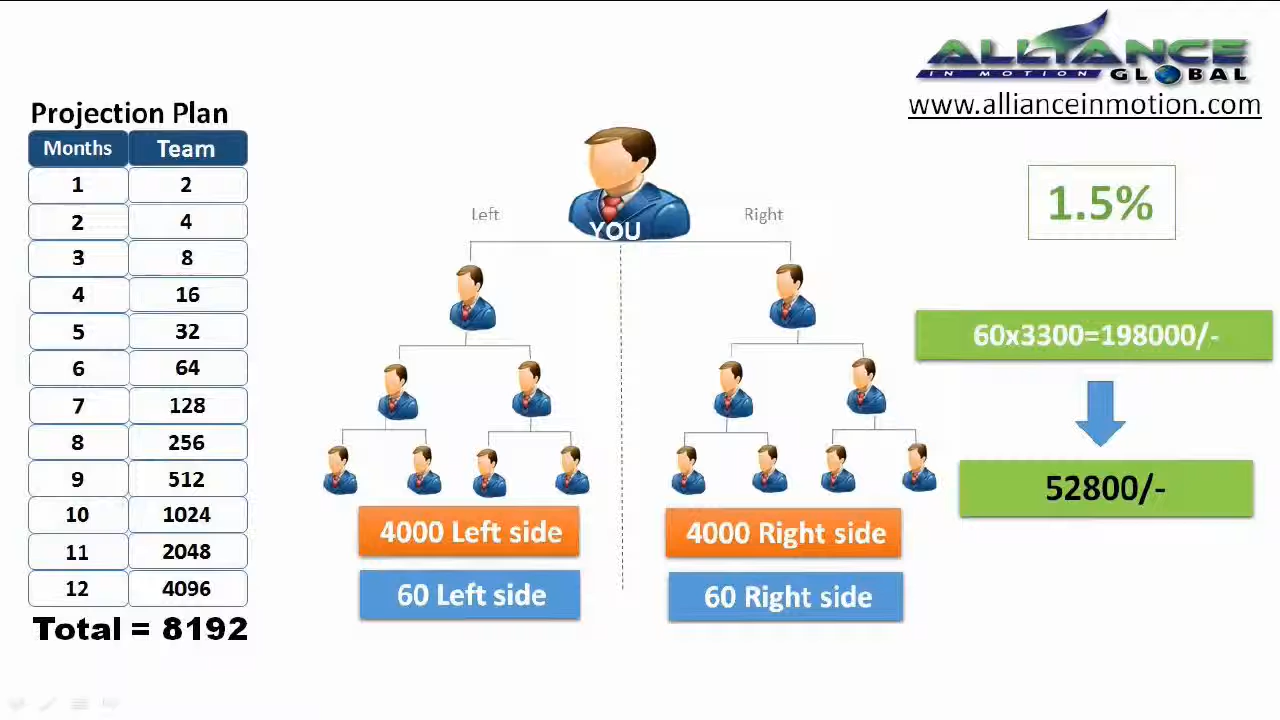 ALLIANCE
IN MOTION GLOBAL
www.allianceinmotion.com
Projection Plan
Months Team
1 2
2 4
3 8
4 16
5 32
6 64
7 128
8 256
9 512
10 1024
11 2048
12 4096
Total = 8192
YOU
Left Right
4000 Left side 4000 Right side
60 Left side 60 Right side
1.5%
60x3300=198000/-
52800/-